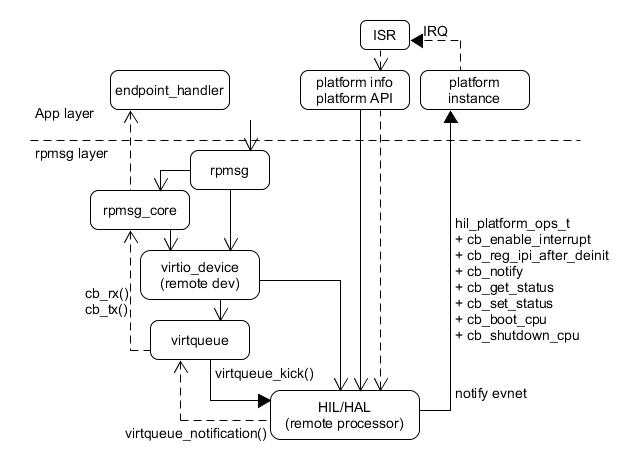 ISR
IRQ
endpoint_handler
platform info
platform API
platform
instance
App layer
rpmsg layer
rpmsg
rpmsg_core
hil_platform_ops_t
+ cb_enable_interrupt
+ cb_reg_ipi_after_deinit
+ cb_notify
+ cb_get_status
+ cb_set_status
+ cb_boot_cpu
+ cb_shutdown_cpu
virtio_device
(remote dev)
cb_rx()
cb_tx()
virtqueue
virtqueue_kick()
notify evnet
HIL/HAL
(remote processor)
virtqueue_notification()